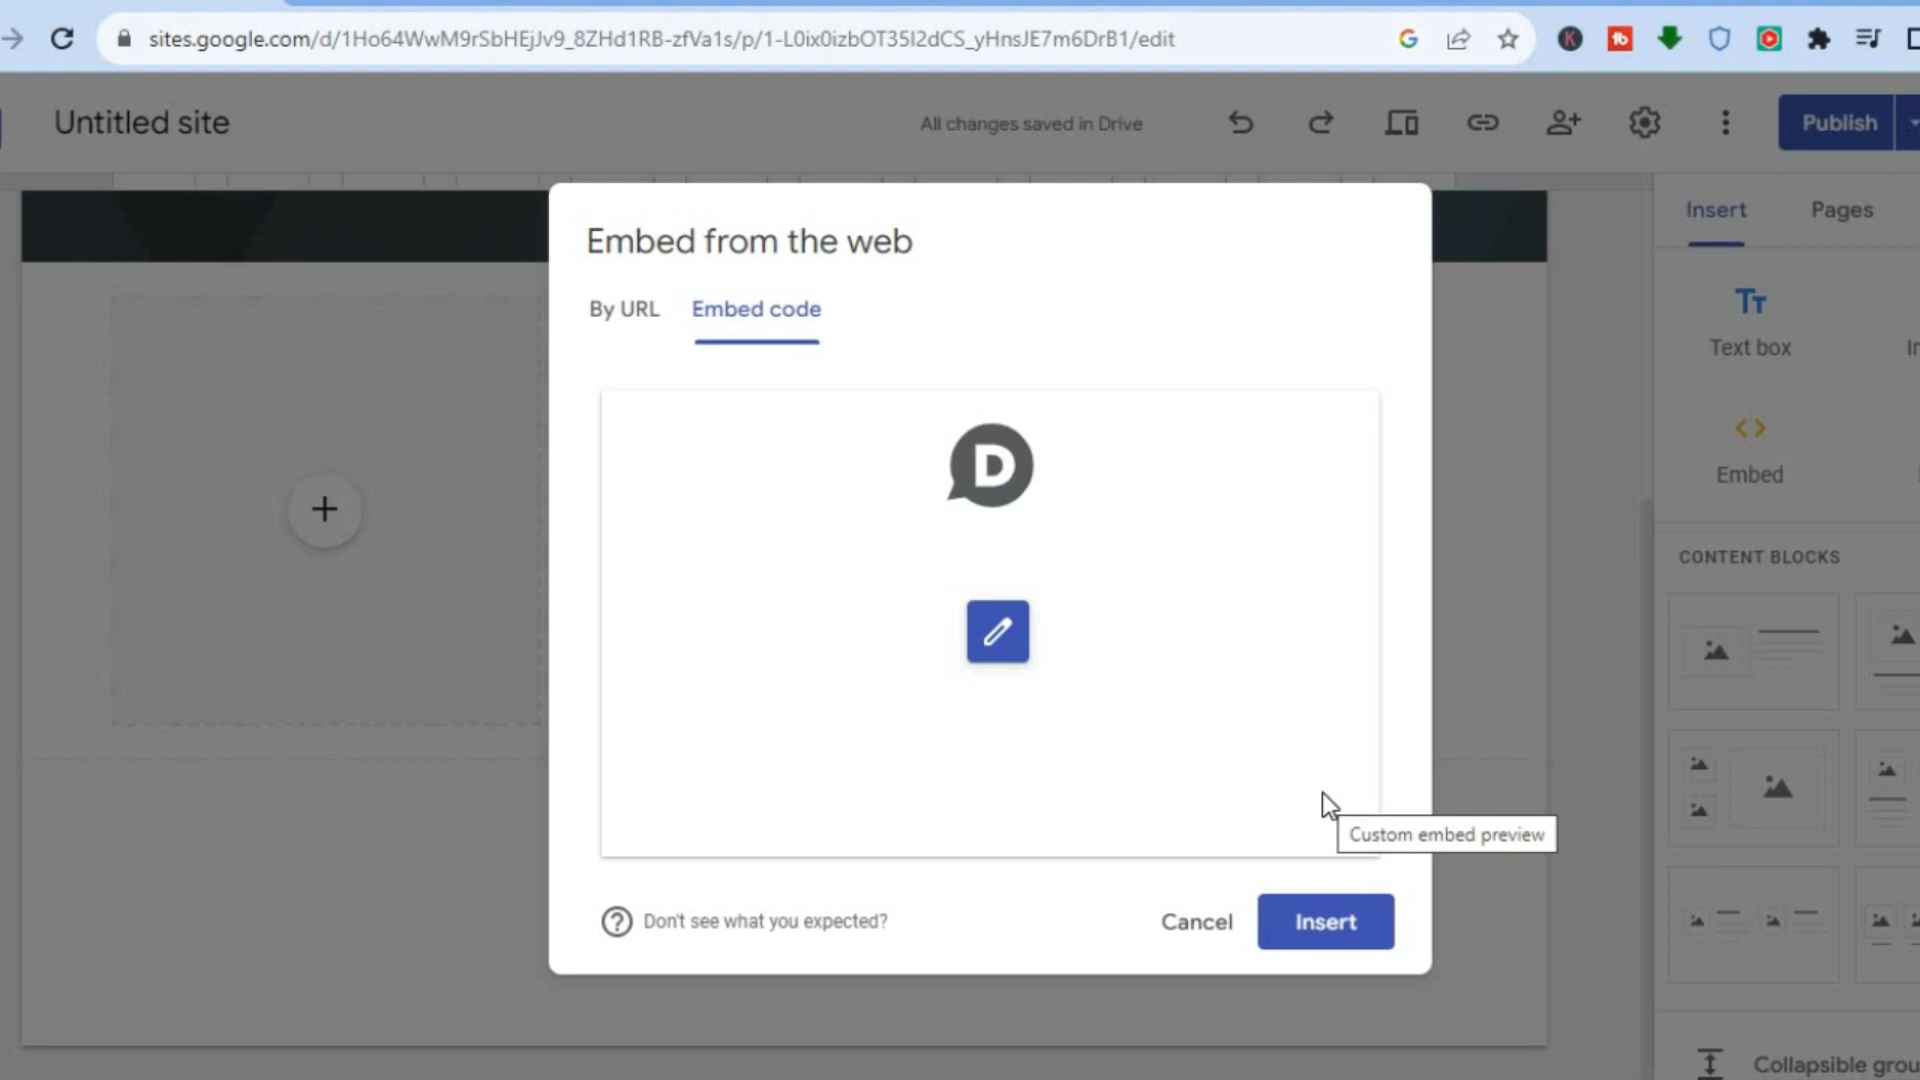 sites.google.com/d/1Ho64WwM9rSbHEjJv9_8ZHd1RB-zfVa1s/p/1-L0ix0izbOT35I2dCS_yHnsJE7m6DrB1/edit
Untitled site
All changes saved in Drive
Publish
Insert
Pages
Embed from the web
By URL
Embed code
Text box
Embed
D
CONTENT BLOCKS
Custom embed preview
Don't see what you expected?
Cancel
Insert
Collapsible grou